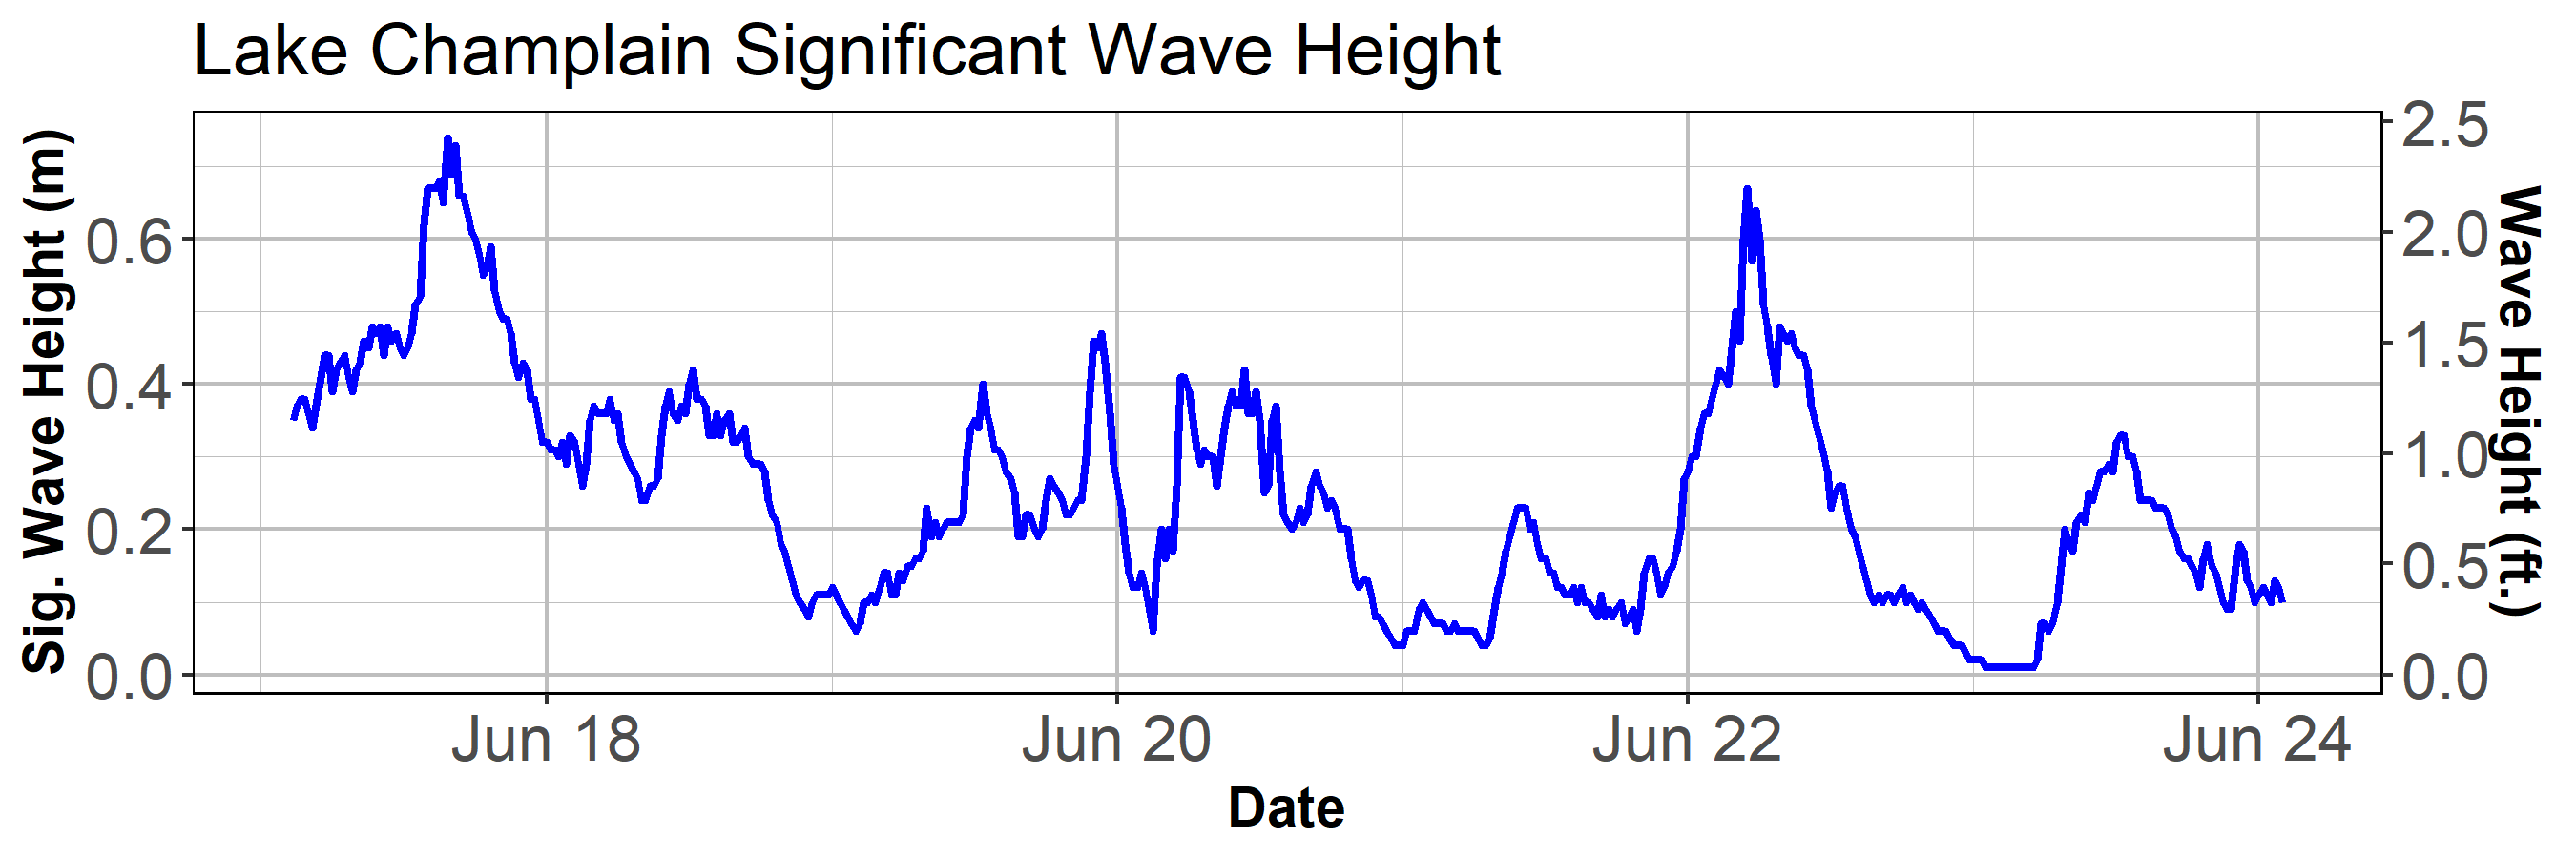 Lake Champlain Significant Wave Height
Sig. Wave Height (m)
0.6
0.4
0.2
0.0
2.5
2.0
1.5
1.0
0.5
0.0
Wave Height (ft.)
Jun 18 Jun 20 Jun 22 Jun 24
Date